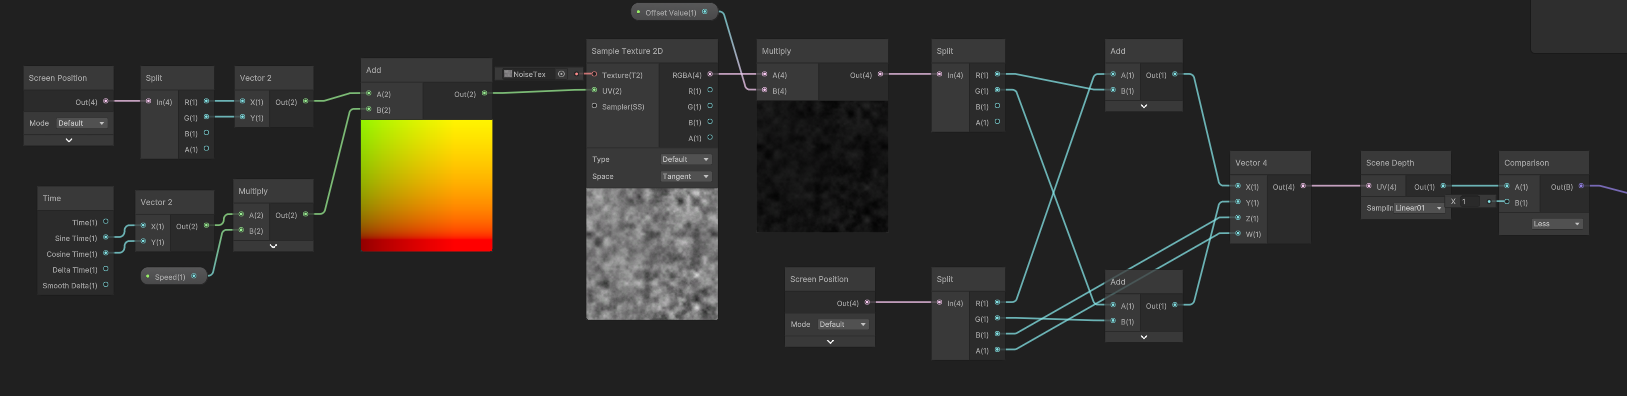 Offset Value(1)
Screen Position
Out(4)
Mode Default
Split
In(4) R(1)
G(1)
B(1)
A(1)
Vector 2
X(1) Out(2)
Y(1)
Time
Time(1)
Sine Time(1)
Cosine Time(1)
Delta Time(1)
Smooth Delta(1)
Vector 2
X(1) Out(2)
Y(1)
Speed(1)
Multiply
A(2) Out(2)
B(2)
Add
A(2) Out(2)
B(2)
NoiseTex
Sample Texture 2D
Texture(T2) RGBA(4)
UV(2) R(1)
Sampler(SS) G(1)
B(1)
A(1)
Type Default
Space Tangent
Multiply
A(4) Out(4)
B(4)
Split
In(4) R(1)
G(1)
B(1)
A(1)
Screen Position
Out(4)
Mode Default
Split
In(4) R(1)
G(1)
B(1)
A(1)
Add
A(1) Out(1)
B(1)
Add
A(1) Out(1)
B(1)
Vector 4
X(1) Out(4)
Y(1)
Z(1)
W(1)
Scene Depth
UV(4) Out(1)
Samplin Linear01
X 1
Comparison
A(1) Out(B)
B(1)
Less